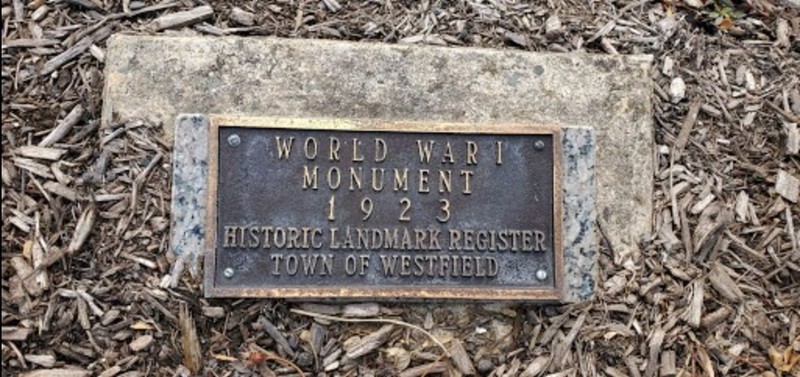 WORLD WAR I
MONUMENT
1923
HISTORIC LANDMARK REGISTER
TOWN OF WESTFIELD